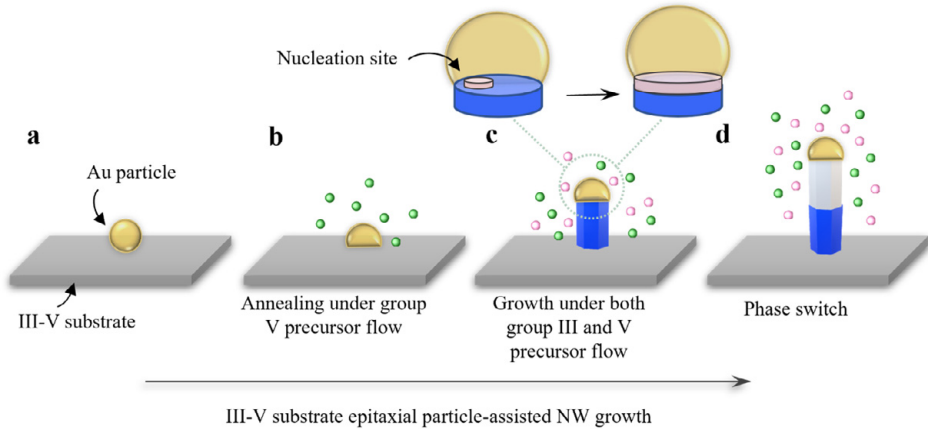 Nucleation site
a
b
c
d
Au particle
III-V substrate
Annealing under group
V precursor flow
Growth under both
group III and V
precursor flow
Phase switch
III-V substrate epitaxial particle-assisted NW growth